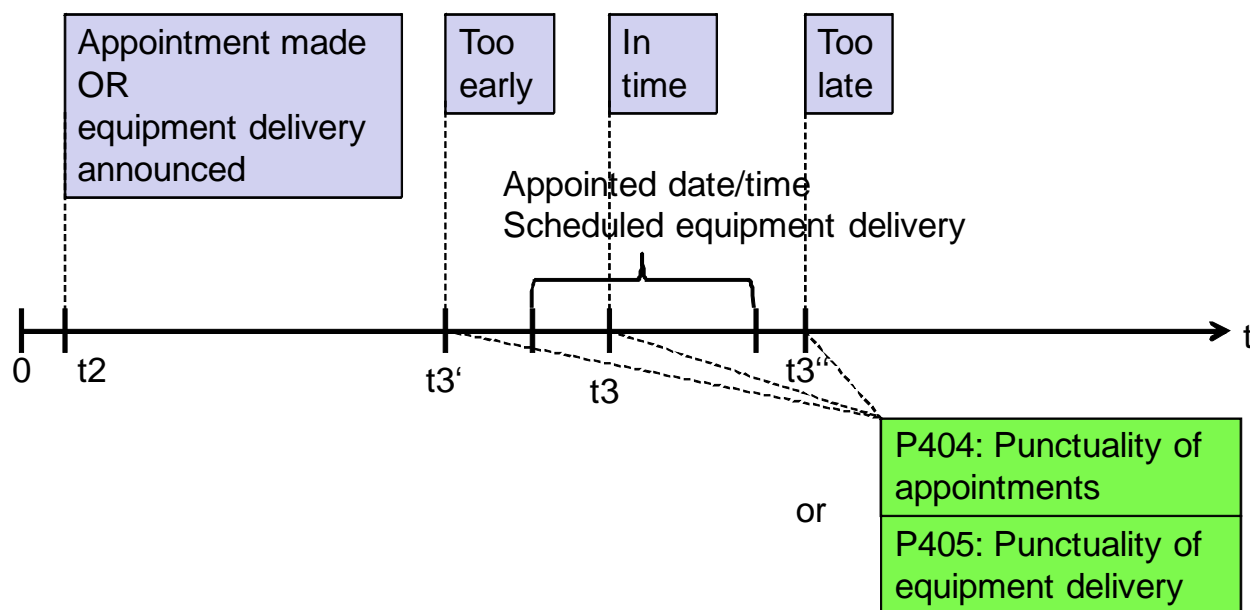 Appointment made
OR
equipment delivery
announced
Too
early
In
time
Too
late
Appointed date/time
Scheduled equipment delivery
t
0
t2
t3‘
t3
t3“
P404: Punctuality of
appointments
or
P405: Punctuality of
equipment delivery